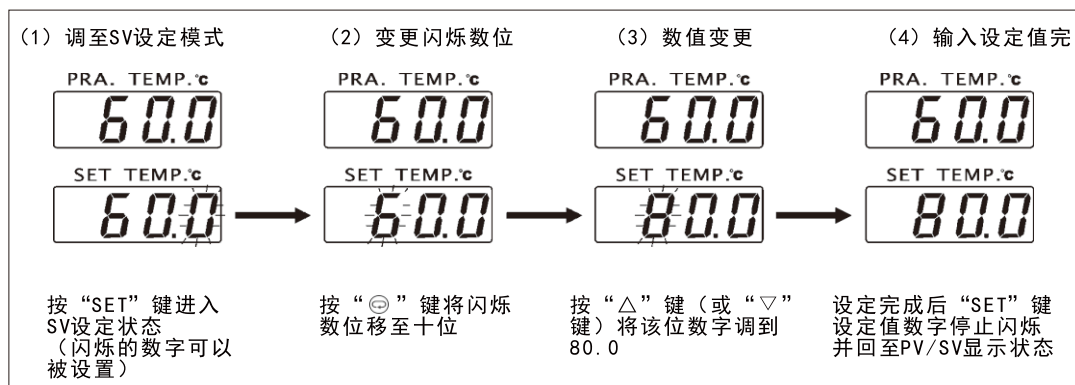 （1）调至SV设定模式
PRA. TEMP.℃
60.0
SET TEMP.℃
60.0
按“SET”键进入
SV设定状态
（闪烁的数字可以
被设置）
（2）变更闪烁数位
PRA. TEMP.℃
60.0
SET TEMP.℃
60.0
按“ ”键将闪烁
数位移至十位
（3）数值变更
PRA. TEMP.℃
60.0
SET TEMP.℃
80.0
按“△”键（或“▽”
键）将该位数字调到
80.0
（4）输入设定值完
PRA. TEMP.℃
60.0
SET TEMP.℃
80.0
设定完成后“SET”键
设定值数字停止闪烁
并回至PV/SV显示状态